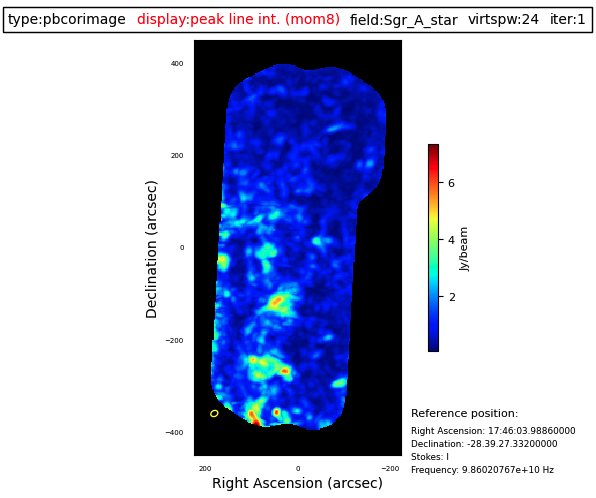 type:pbcorimage display:peak line int. (mom8) field:Sgr_A_star virtspw:24 iter:1
400
200
0
−200
−400
Declination (arcsec)
200 0 −200
Right Ascension (arcsec)
6
4
2
Jy/beam
Reference position:
Right Ascension: 17:46:03.98860000
Declination: -28.39.27.33200000
Stokes: I
Frequency: 9.86020767e+10 Hz